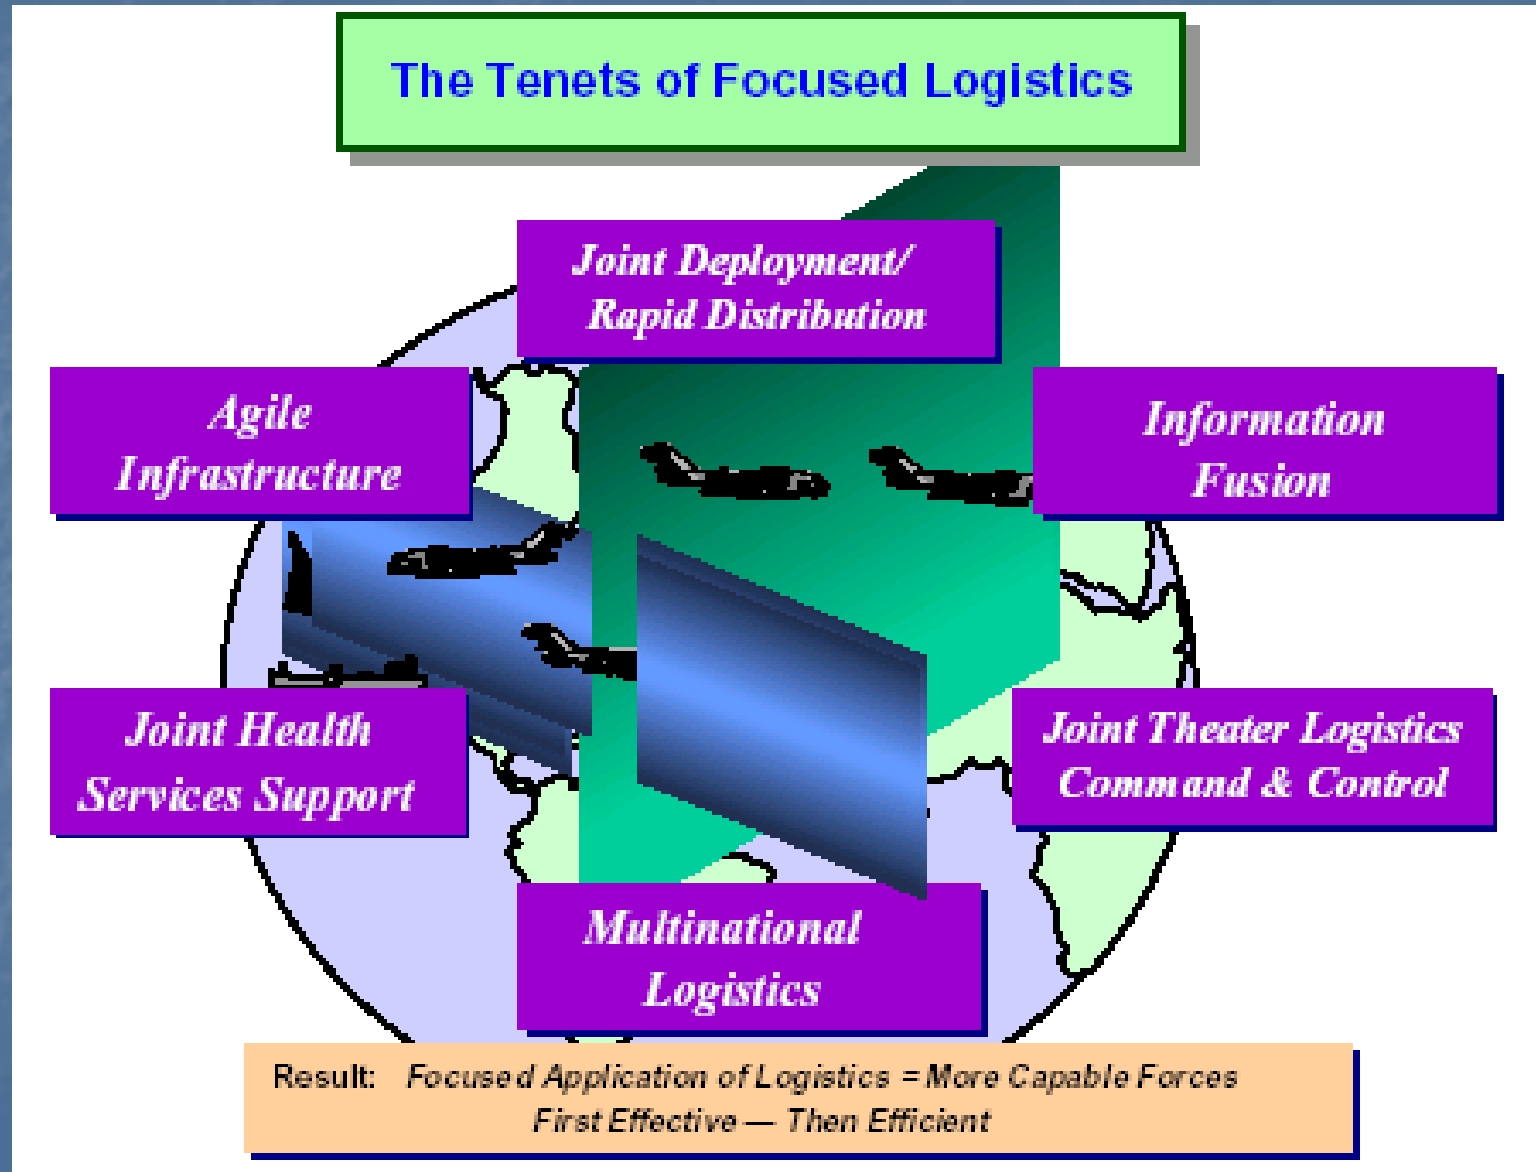 The Tenets of Focused Logistics
Joint Deployment/
Rapid Distribution
Agile
Infrastructure
Information
Fusion
Joint Health
Services Support
Joint Theater Logistics
Command & Control
Multinational
Logistics
Result: Focused Application of Logistics = More Capable Forces
First Effective — Then Efficient